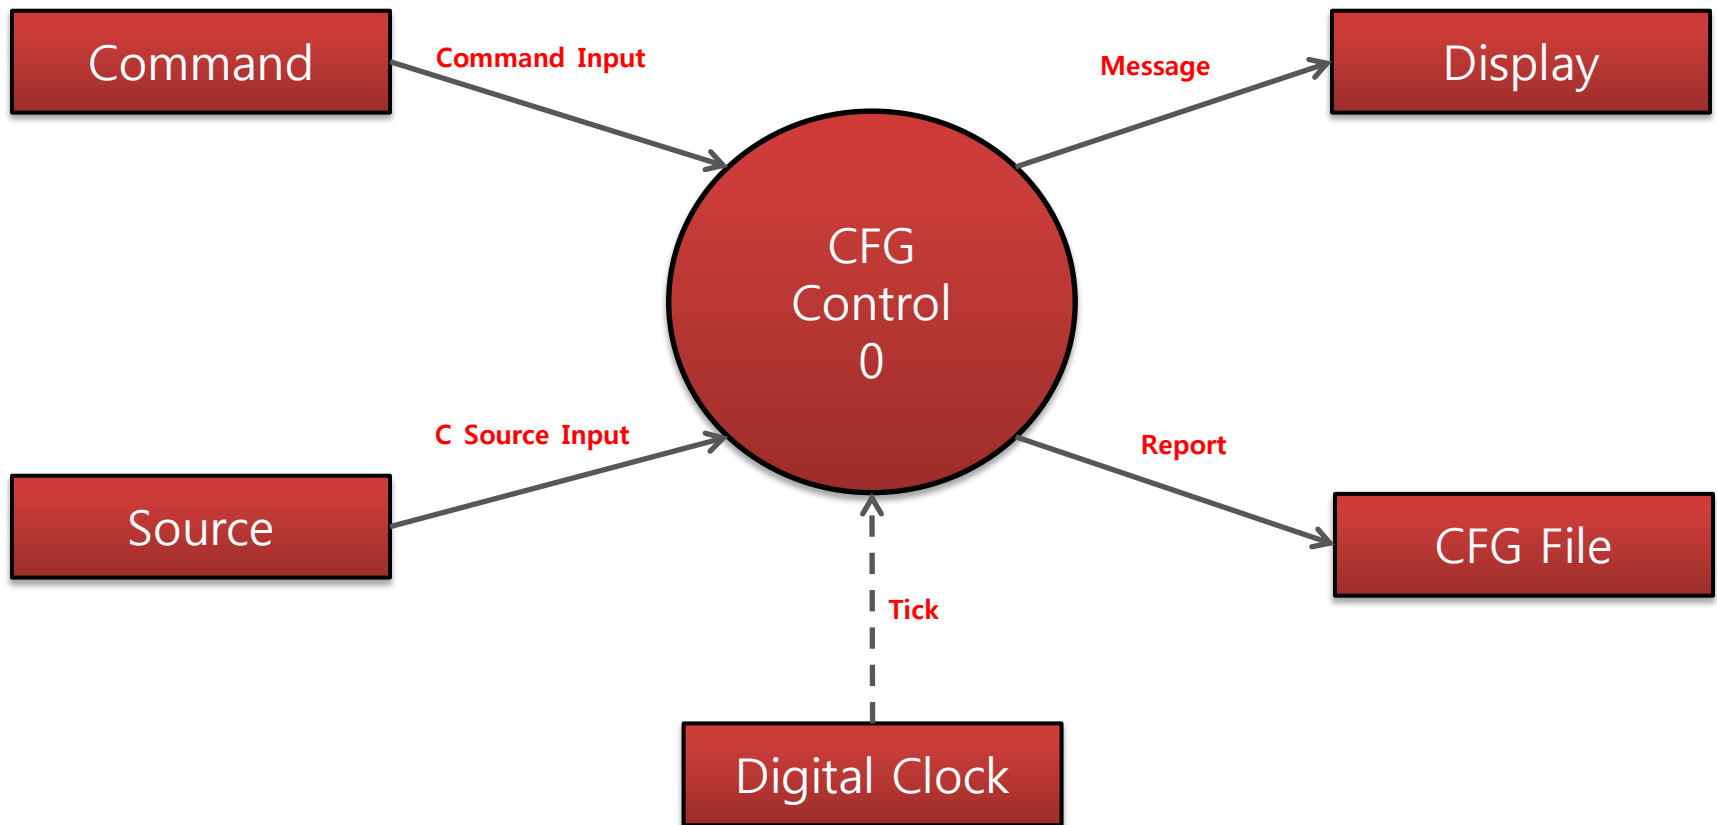 Command
Command Input
Message
Display
CFG
Control
0
C Source Input
Report
Source
CFG File
Tick
Digital Clock